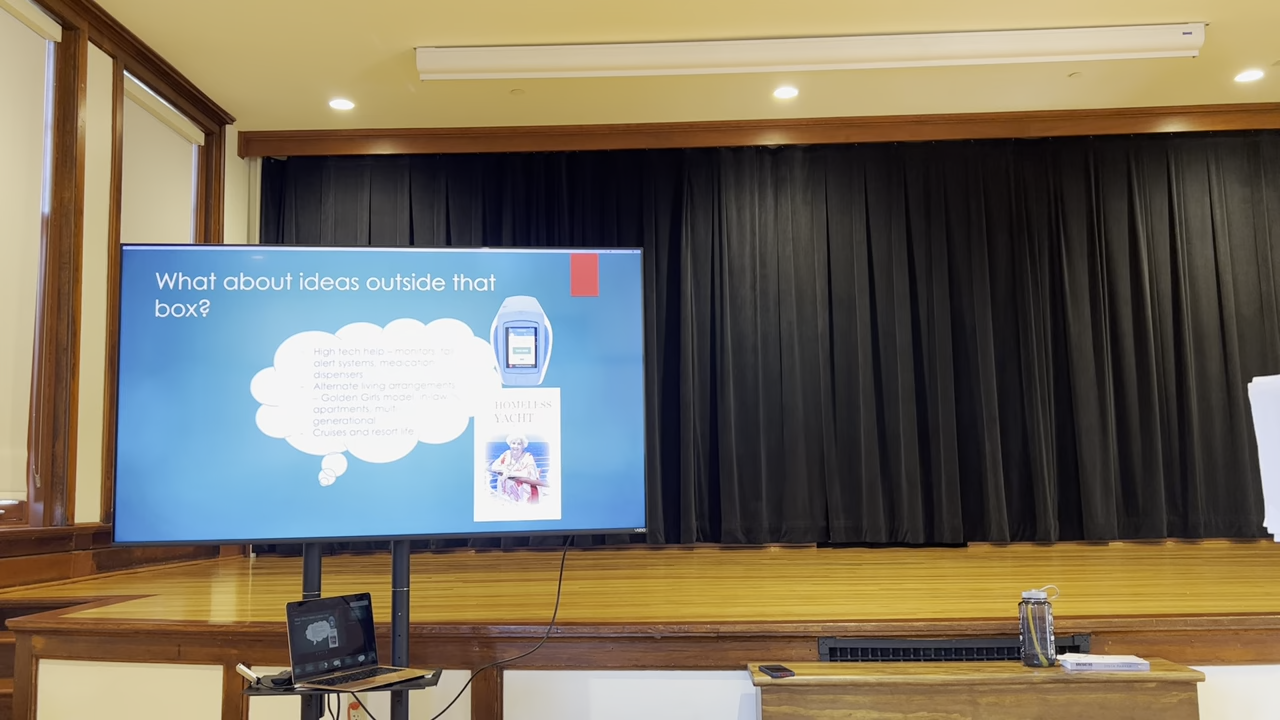 What about ideas outside that
box?
High tech help – monitors, fall
alert systems, medication
dispensers
Alternate living arrangements
– Golden Girls model, in-law
apartments, multi
generational
Cruises and resort life
HOMELESS
YACHT
VIZIO